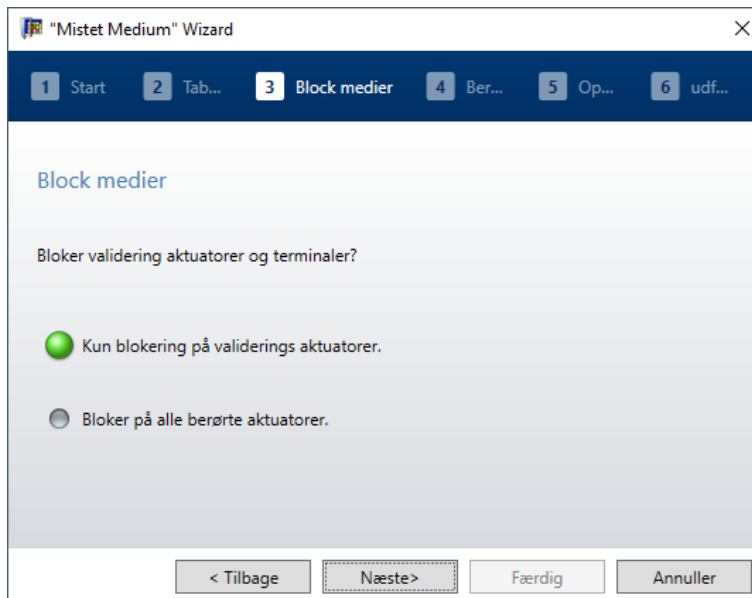 "Mistet Medium" Wizard
1 Start 2 Tab... 3 Block medier 4 Ber... 5 Op... 6 udf...
Block medier
Bloker validering aktuatorer og terminaler?
Kun blokering på validerings aktuatorer.
Bloker på alle berørte aktuatorer.
< Tilbage Næste> Færdig Annuller